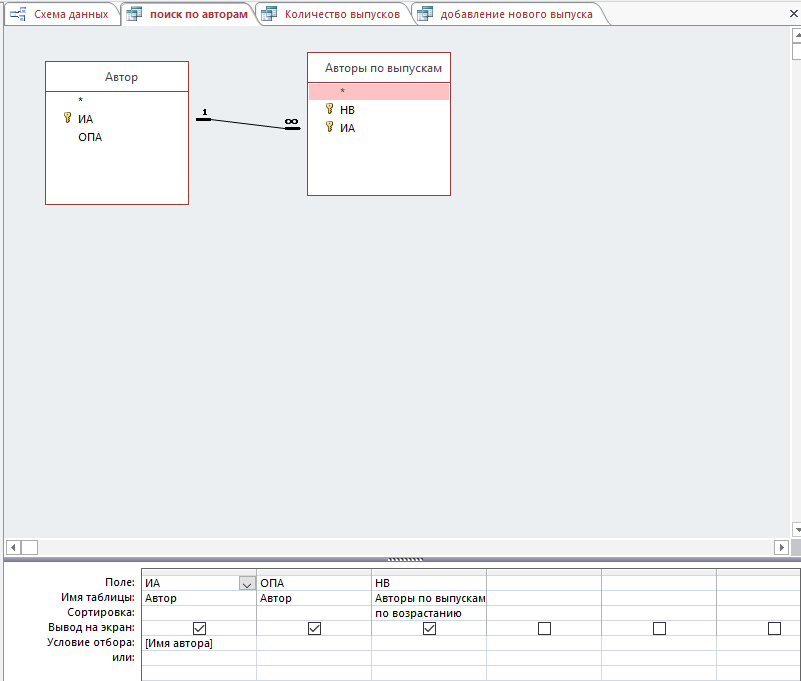 Схема данных
поиск по авторам
Количество выпусков
добавление нового выпуска
Автор
*
ИА
ОПА
1
∞
Авторы по выпускам
*
НВ
ИА
Поле: ИА ОПА НВ
Имя таблицы: Автор Автор Авторы по выпускам
Сортировка: по возрастанию
Вывод на экран:
Условие отбора: [Имя автора]
или: